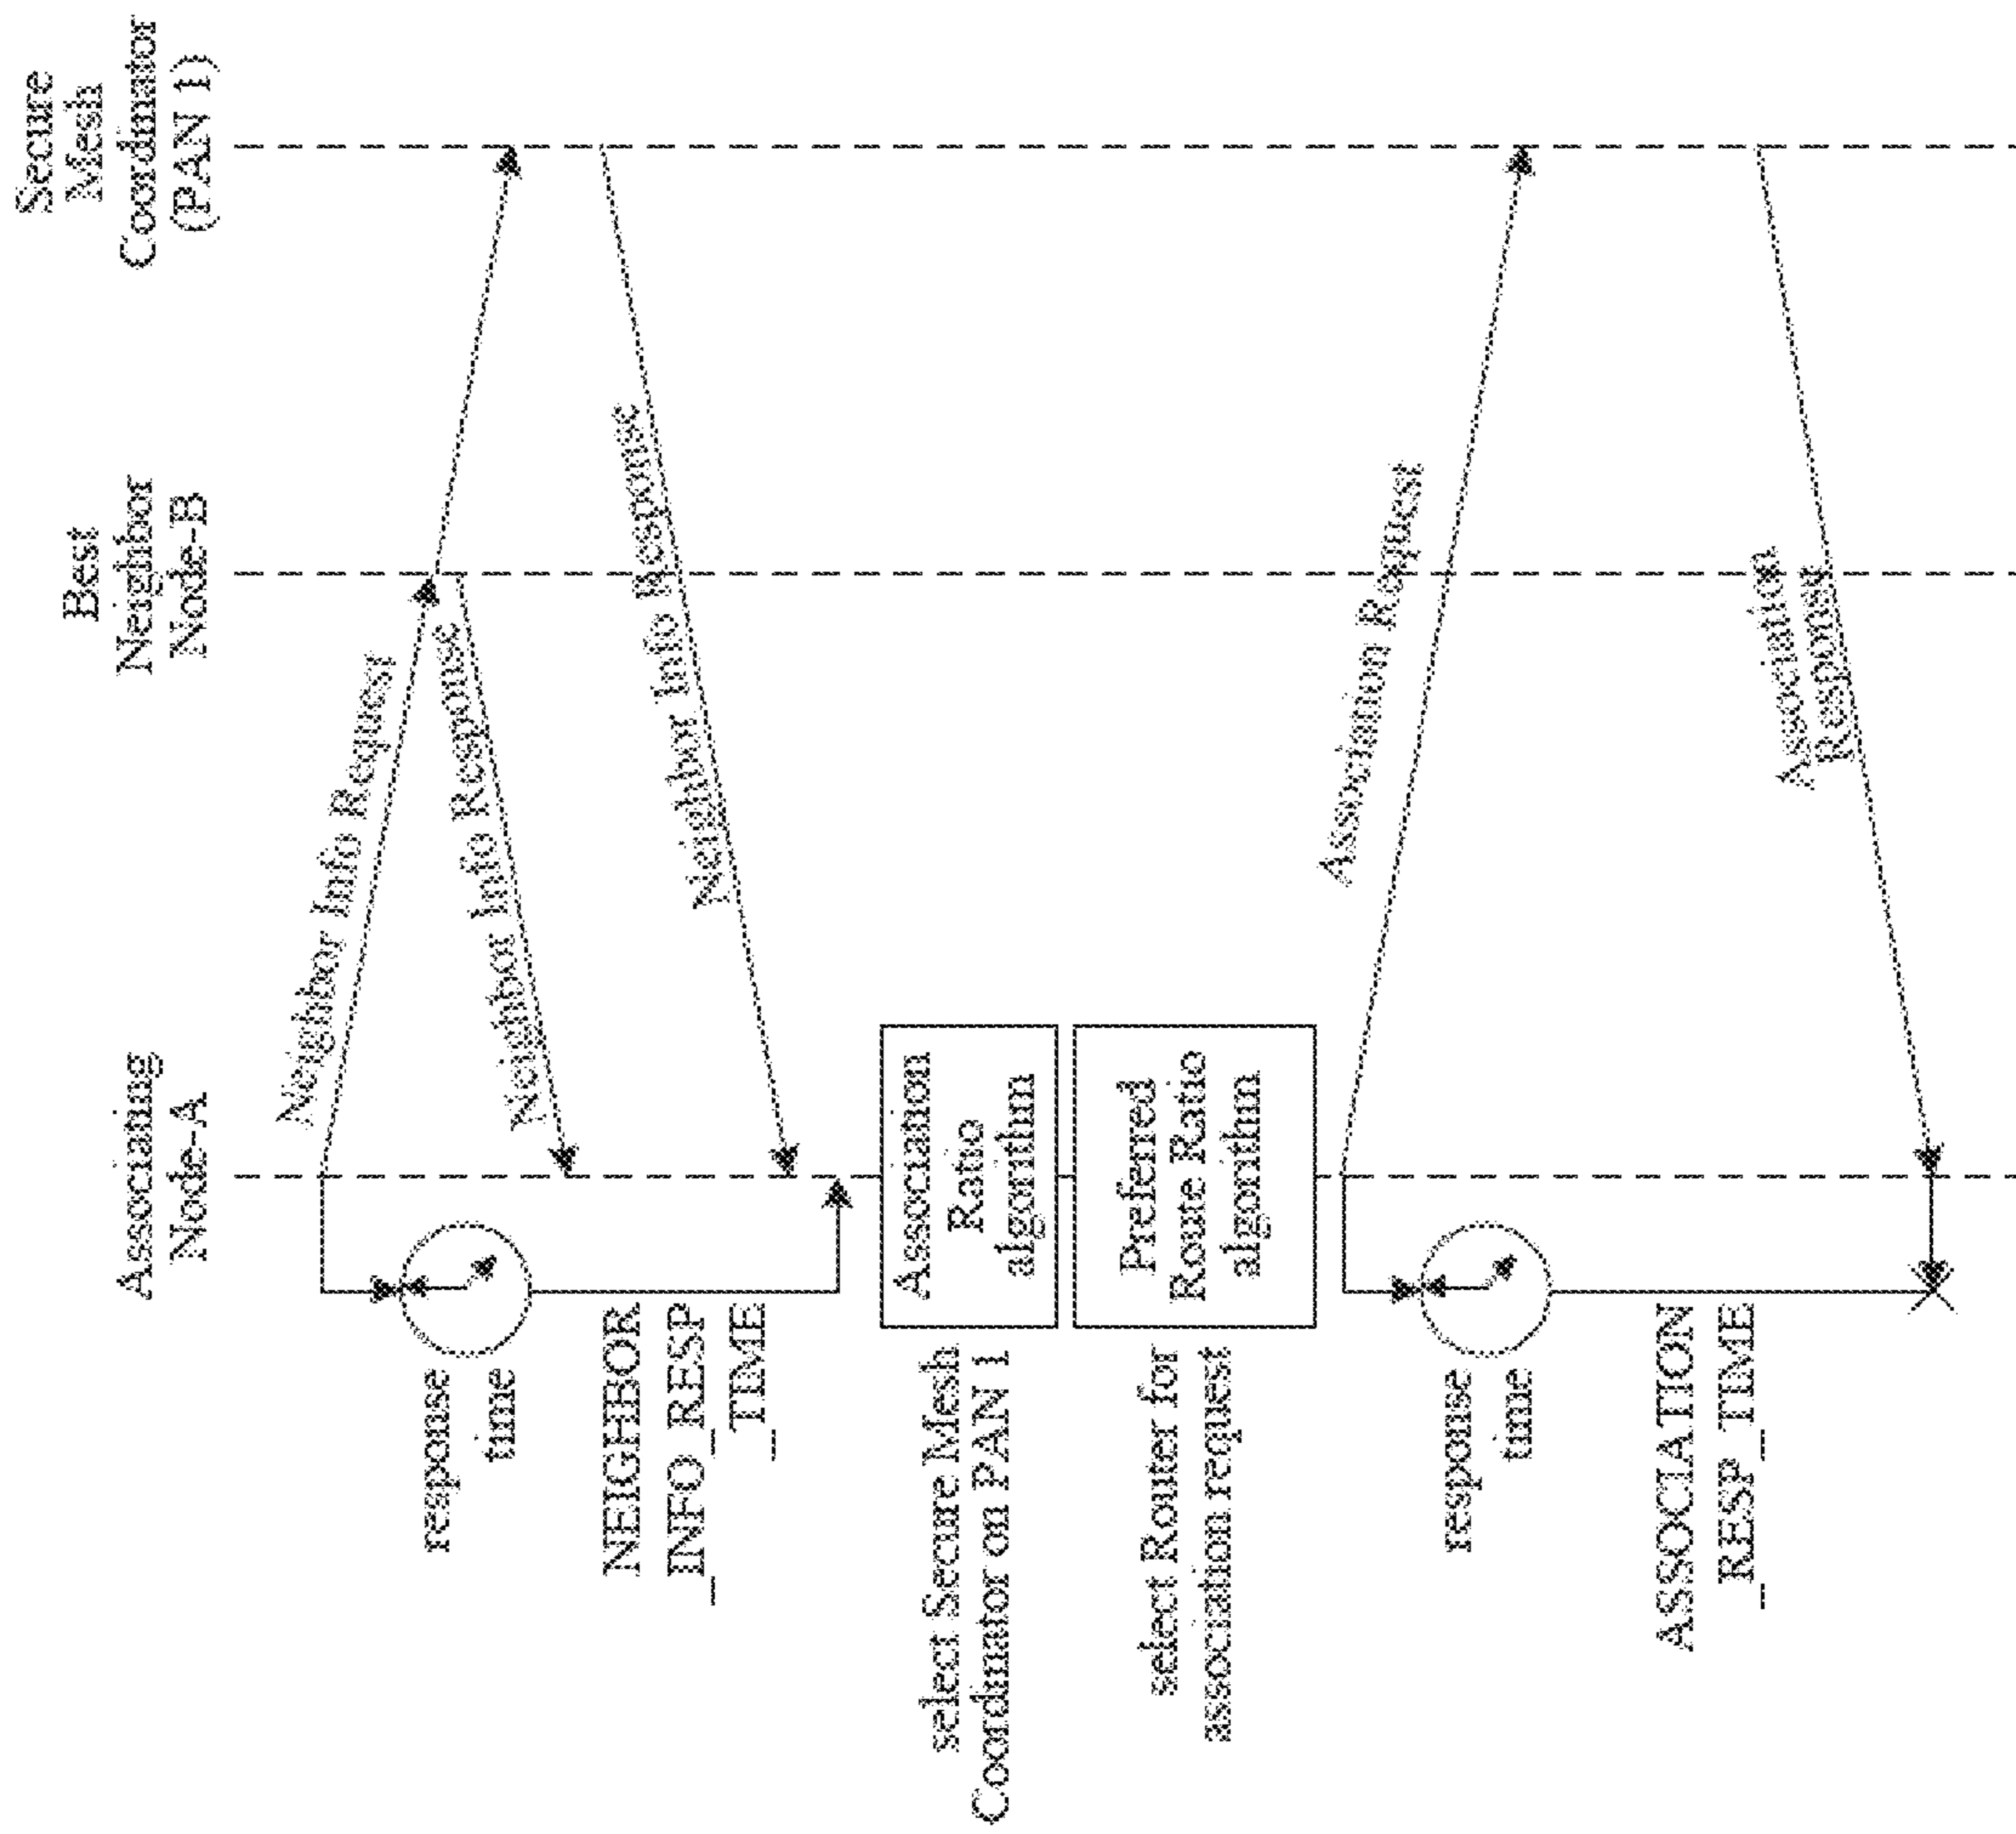 Associating
Node-A
Best
Neighbor
Node-B
Secure
Mesh
Coordinator
(PAN 1)
Neighbor Info Request
response
time
Neighbor Info Response
NEIGHBOR
_INFO_RESP
_TIME
Neighbor Info Response
select Secure Mesh
Coordinator on PAN 1
Association
Ratio
algorithm
select Router for
association request
Preferred
Route Ratio
algorithm
Association Request
response
time
ASSOCIATION
_RESP_TIME
Association
Response